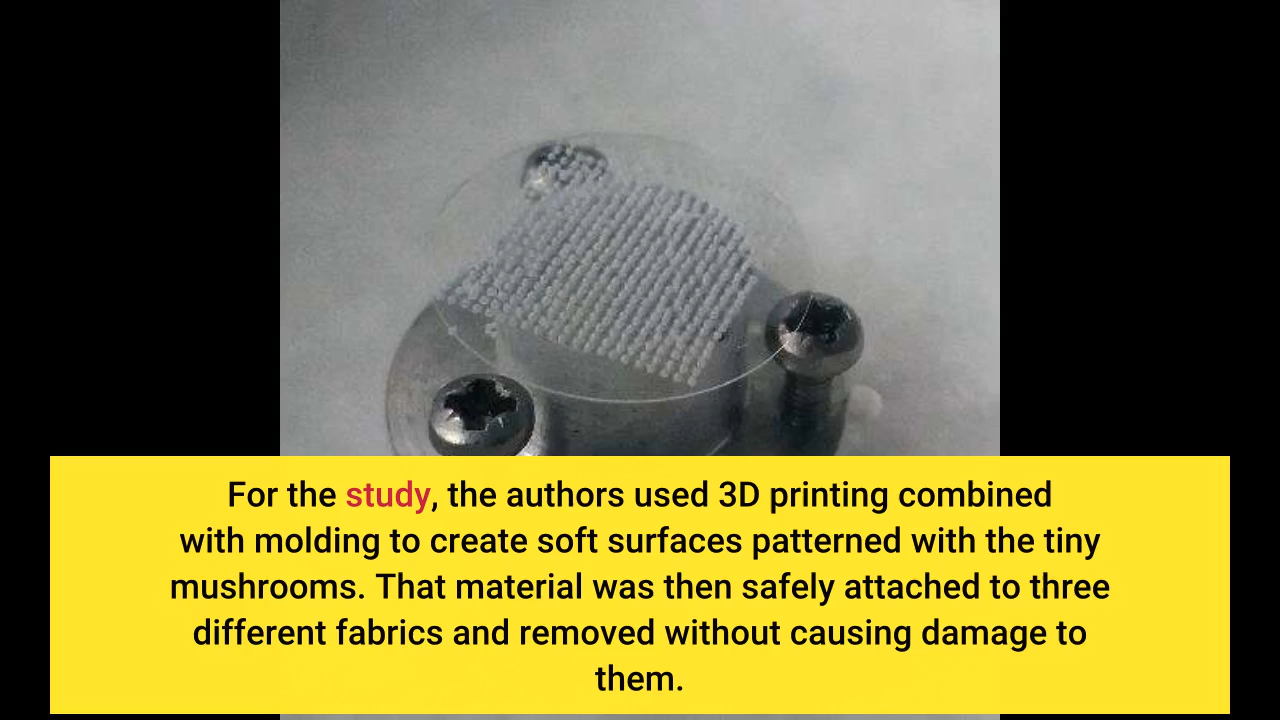 For the study, the authors used 3D printing combined
with molding to create soft surfaces patterned with the tiny
mushrooms. That material was then safely attached to three
different fabrics and removed without causing damage to
them.